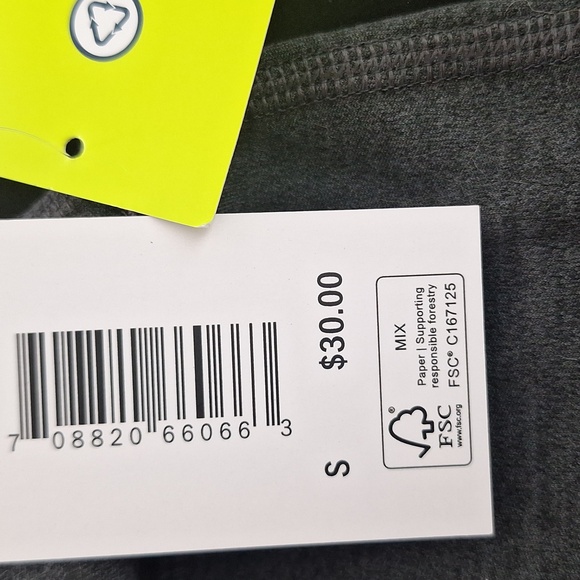 7 08820 66066 3
$30.00
S
MIX
Paper | Supporting
responsible forestry
FSC® C167125
®
FSC
www.fsc.org